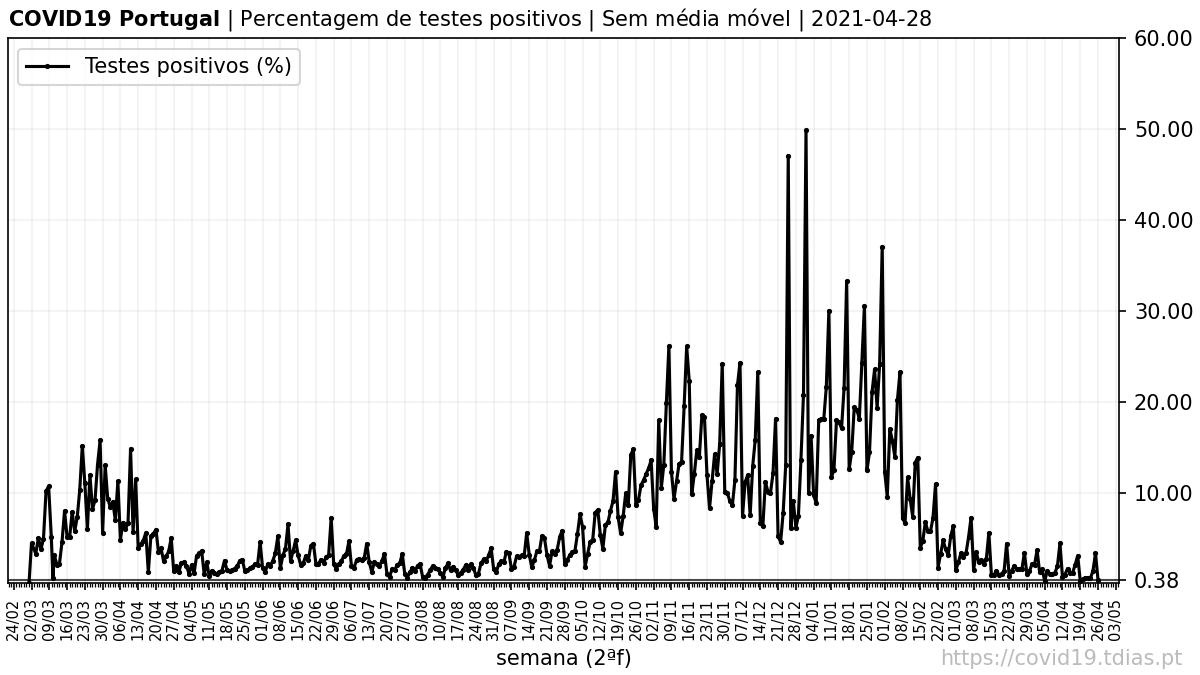 COVID19 Portugal | Percentagem de testes positivos | Sem média móvel | 2021-04-28
Testes positivos (%)
60.00
50.00
40.00
30.00
20.00
10.00
0.38
24/02 02/03 09/03 16/03 23/03 30/03 06/04 13/04 20/04 27/04 04/05 11/05 18/05 25/05 01/06 08/06 15/06 22/06 29/06 06/07 13/07 20/07 27/07 03/08 10/08 17/08 24/08 31/08 07/09 14/09 21/09 28/09 05/10 12/10 19/10 26/10 02/11 09/11 16/11 23/11 30/11 07/12 14/12 21/12 28/12 04/01 11/01 18/01 25/01 01/02 08/02 15/02 22/02 01/03 08/03 15/03 22/03 29/03 05/04 12/04 19/04 26/04 03/05
semana (2ªf)
https://covid19.tdias.pt